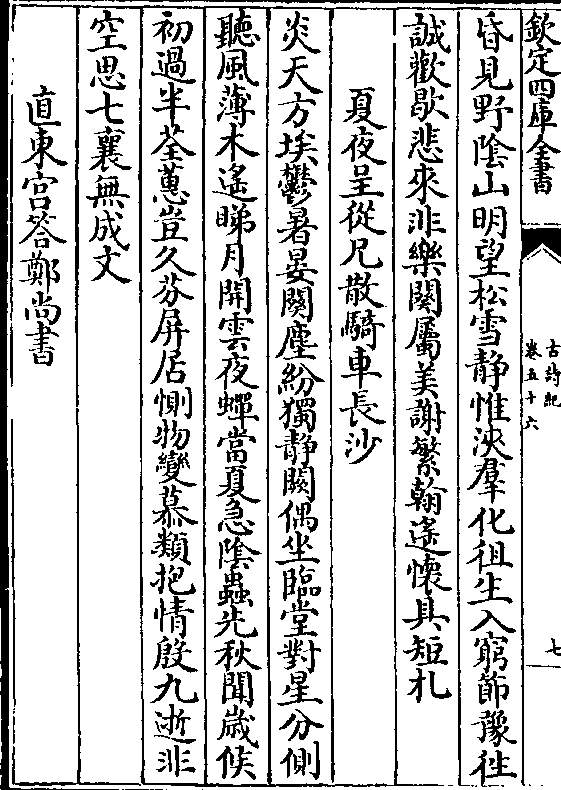 欽定四庫全書
古詩紀
卷五十六
七
昏見野陰山明望松雪静惟浹羣化徂生入窮節豫徃
誠歡歇悲來非樂闋屬美謝繁翰遥懷具短札
夏夜呈從兄散騎車長沙
炎天方埃鬱暑晏闋塵紛獨静闕偶坐臨堂對星分側
聽風薄木遥睇月開雲夜蟬當夏急陰蟲先秋聞歲候
初過半荃蕙豈久芬屏居惻物變慕類抱情殷九逝非
空思七襄無成文
直東宫答鄭尚書